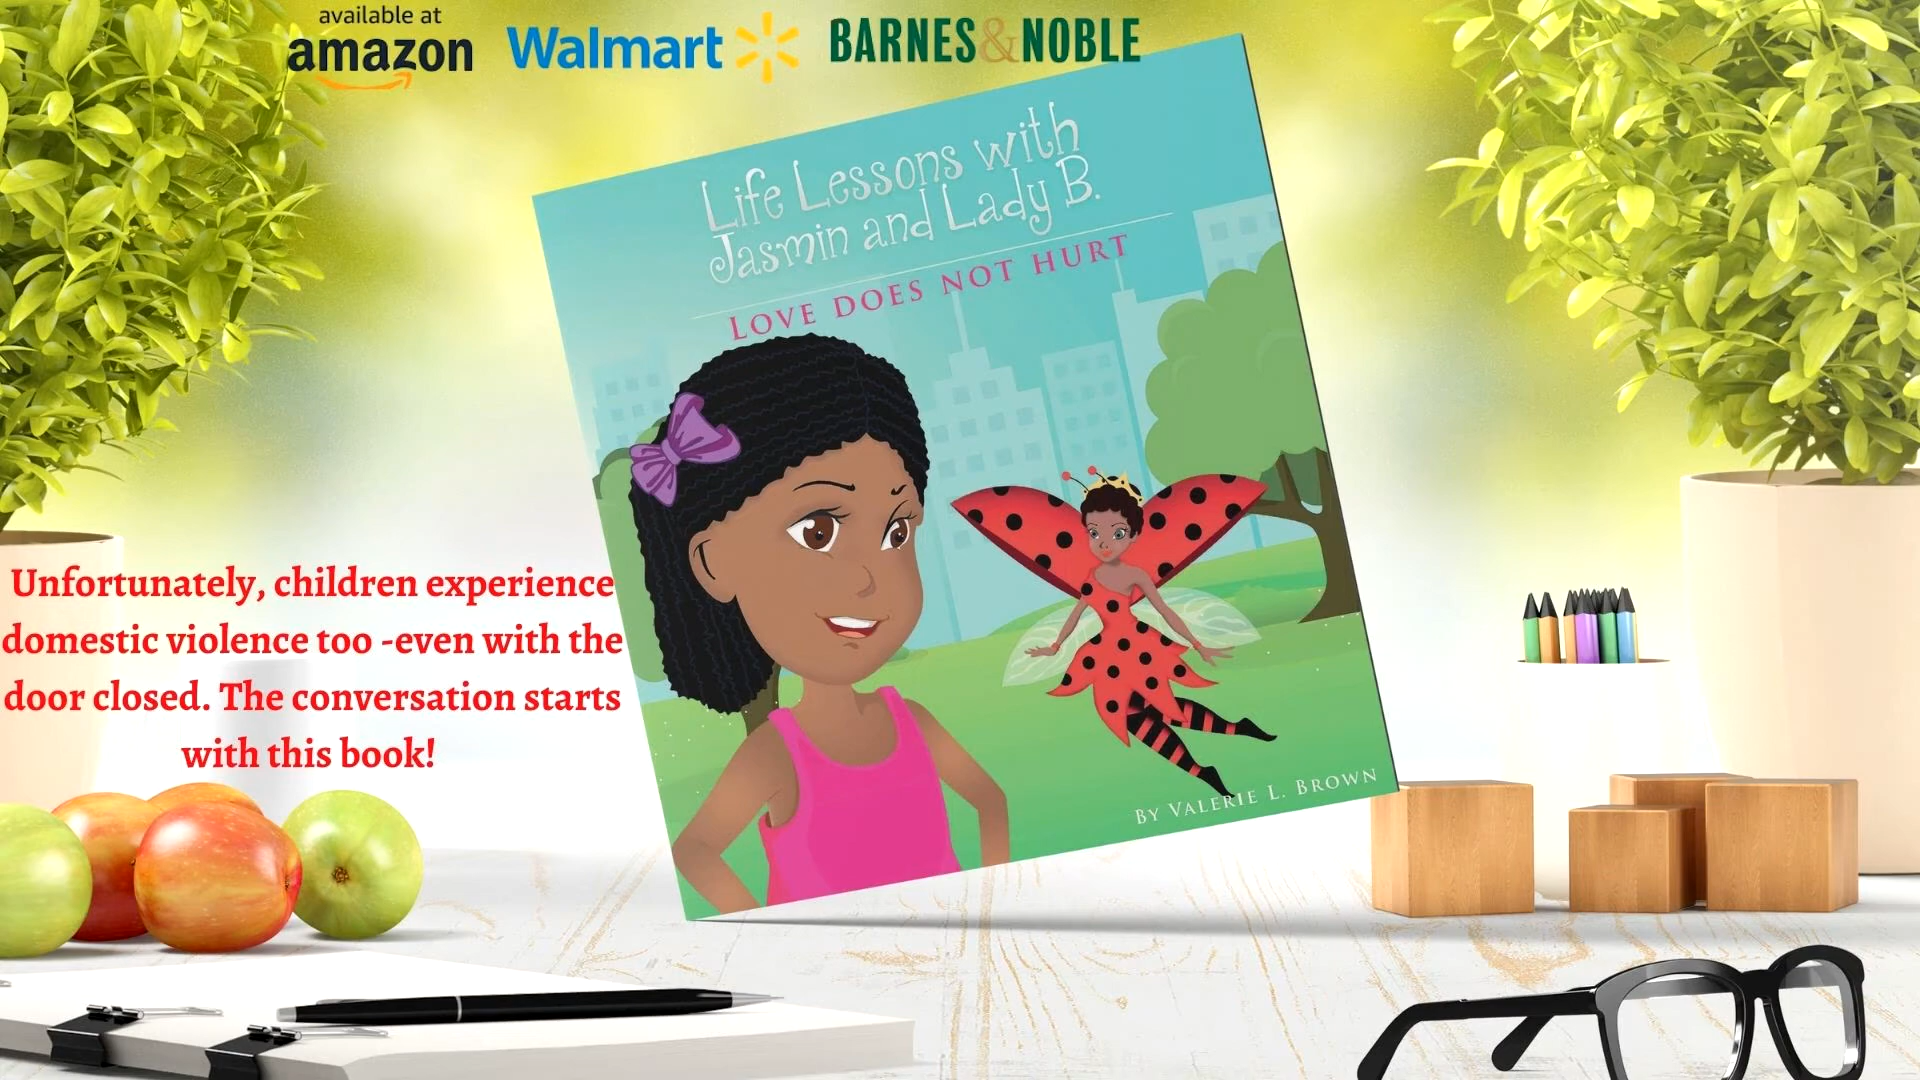 available at
amazon Walmart BARNES&NOBLE
Life Lessons with
Jasmin and Lady B.
LOVE DOES NOT HURT
BY VALERIE L. BROWN
Unfortunately, children experience
domestic violence too -even with the
door closed. The conversation starts
with this book!